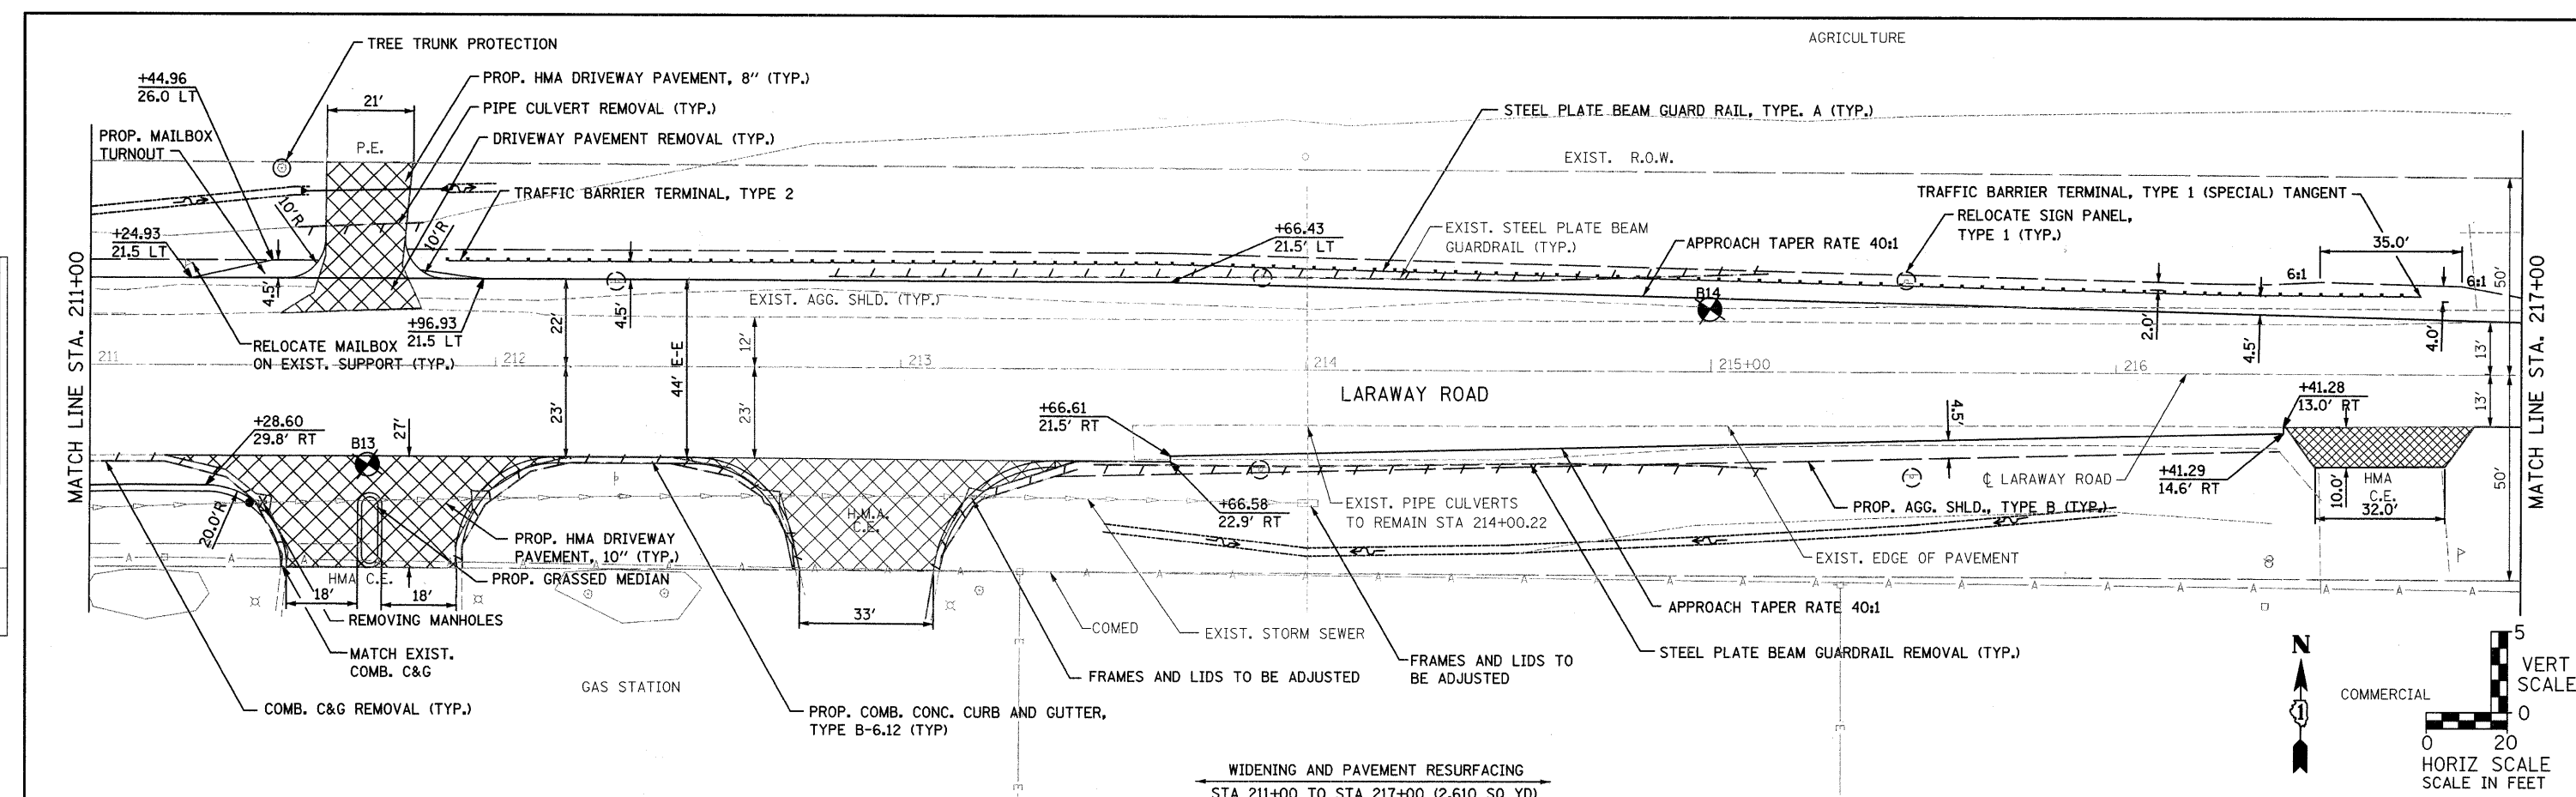 AGRICULTURE
TREE TRUNK PROTECTION
+44.96
26.0 LT
PROP. HMA DRIVEWAY PAVEMENT, 8" (TYP.)
21'
PIPE CULVERT REMOVAL (TYP.)
STEEL PLATE BEAM GUARD RAIL, TYPE. A (TYP.)
PROP. MAILBOX
TURNOUT
DRIVEWAY PAVEMENT REMOVAL (TYP.)
P.E.
EXIST. R.O.W.
TRAFFIC BARRIER TERMINAL, TYPE 2
TRAFFIC BARRIER TERMINAL, TYPE 1 (SPECIAL) TANGENT
RELOCATE SIGN PANEL,
TYPE 1 (TYP.)
10'R
10'R
+24.93
21.5 LT
+66.43
21.5' LT
EXIST. STEEL PLATE BEAM
GUARDRAIL (TYP.)
APPROACH TAPER RATE 40:1
35.0'
6:1
6:1
50'
4.5'
4.5'
EXIST. AGG. SHLD. (TYP.)
B14
2.0'
4.5'
4.0'
MATCH LINE STA. 211+00
MATCH LINE STA. 217+00
+96.93
21.5 LT
22'
12'
RELOCATE MAILBOX
ON EXIST. SUPPORT (TYP.)
44' E-E
13'
211
212
213
214
215+00
216
LARAWAY ROAD
+28.60
29.8' RT
B13
27'
23'
23'
+66.61
21.5' RT
4.5'
+41.28
13.0' RT
13'
20.0'R
H.M.A.
C.E.
+66.58
22.9' RT
EXIST. PIPE CULVERTS
TO REMAIN STA 214+00.22
℄ LARAWAY ROAD
+41.29
14.6' RT
10.0'
HMA
C.E.
32.0'
50'
PROP. AGG. SHLD., TYPE B (TYP.)
PROP. HMA DRIVEWAY
PAVEMENT, 10" (TYP.)
EXIST. EDGE OF PAVEMENT
HMA C.E.
PROP. GRASSED MEDIAN
18'
18'
33'
REMOVING MANHOLES
COMED
EXIST. STORM SEWER
APPROACH TAPER RATE 40:1
MATCH EXIST.
COMB. C&G
FRAMES AND LIDS TO BE ADJUSTED
FRAMES AND LIDS TO
BE ADJUSTED
STEEL PLATE BEAM GUARDRAIL REMOVAL (TYP.)
GAS STATION
COMB. C&G REMOVAL (TYP.)
PROP. COMB. CONC. CURB AND GUTTER,
TYPE B-6.12 (TYP)
N
1
COMMERCIAL
5
VERT
SCALE
0
0
20
HORIZ SCALE
SCALE IN FEET
WIDENING AND PAVEMENT RESURFACING
STA 211+00 TO STA 217+00 (2,610 SQ YD)